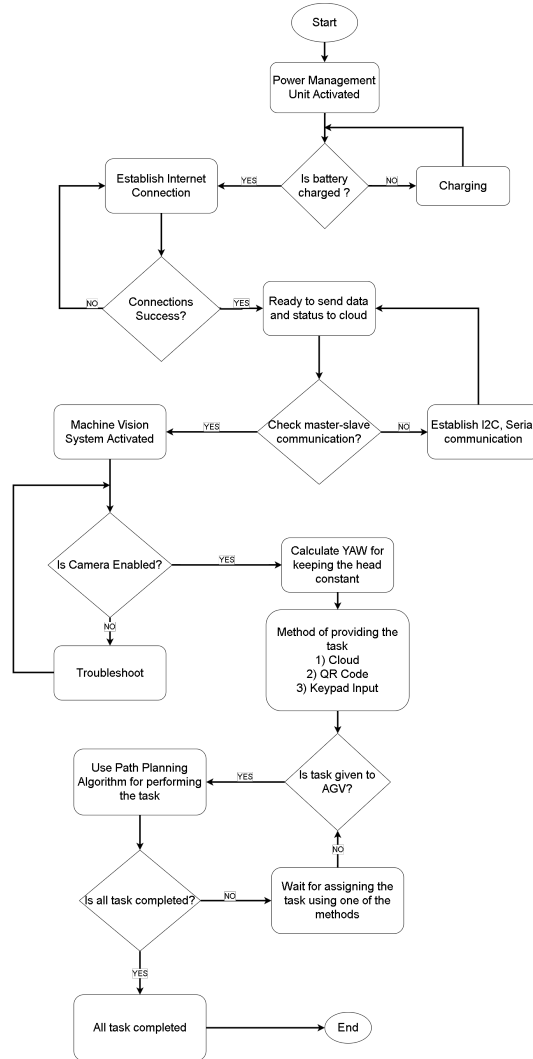 Start
Power Management
Unit Activated
Is battery
charged ?
YES
NO
Charging
Establish Internet
Connection
Connections
Success?
NO
YES
Ready to send data
and status to cloud
Check master-slave
communication?
YES
NO
Establish I2C, Seria
communication
Machine Vision
System Activated
Is Camera Enabled?
YES
NO
Troubleshoot
Calculate YAW for
keeping the head
constant
Method of providing the
task
1) Cloud
2) QR Code
3) Keypad Input
Is task given to
AGV?
YES
NO
Use Path Planning
Algorithm for performing
the task
Is all task completed?
NO
YES
Wait for assigning the
task using one of the
methods
All task completed
End